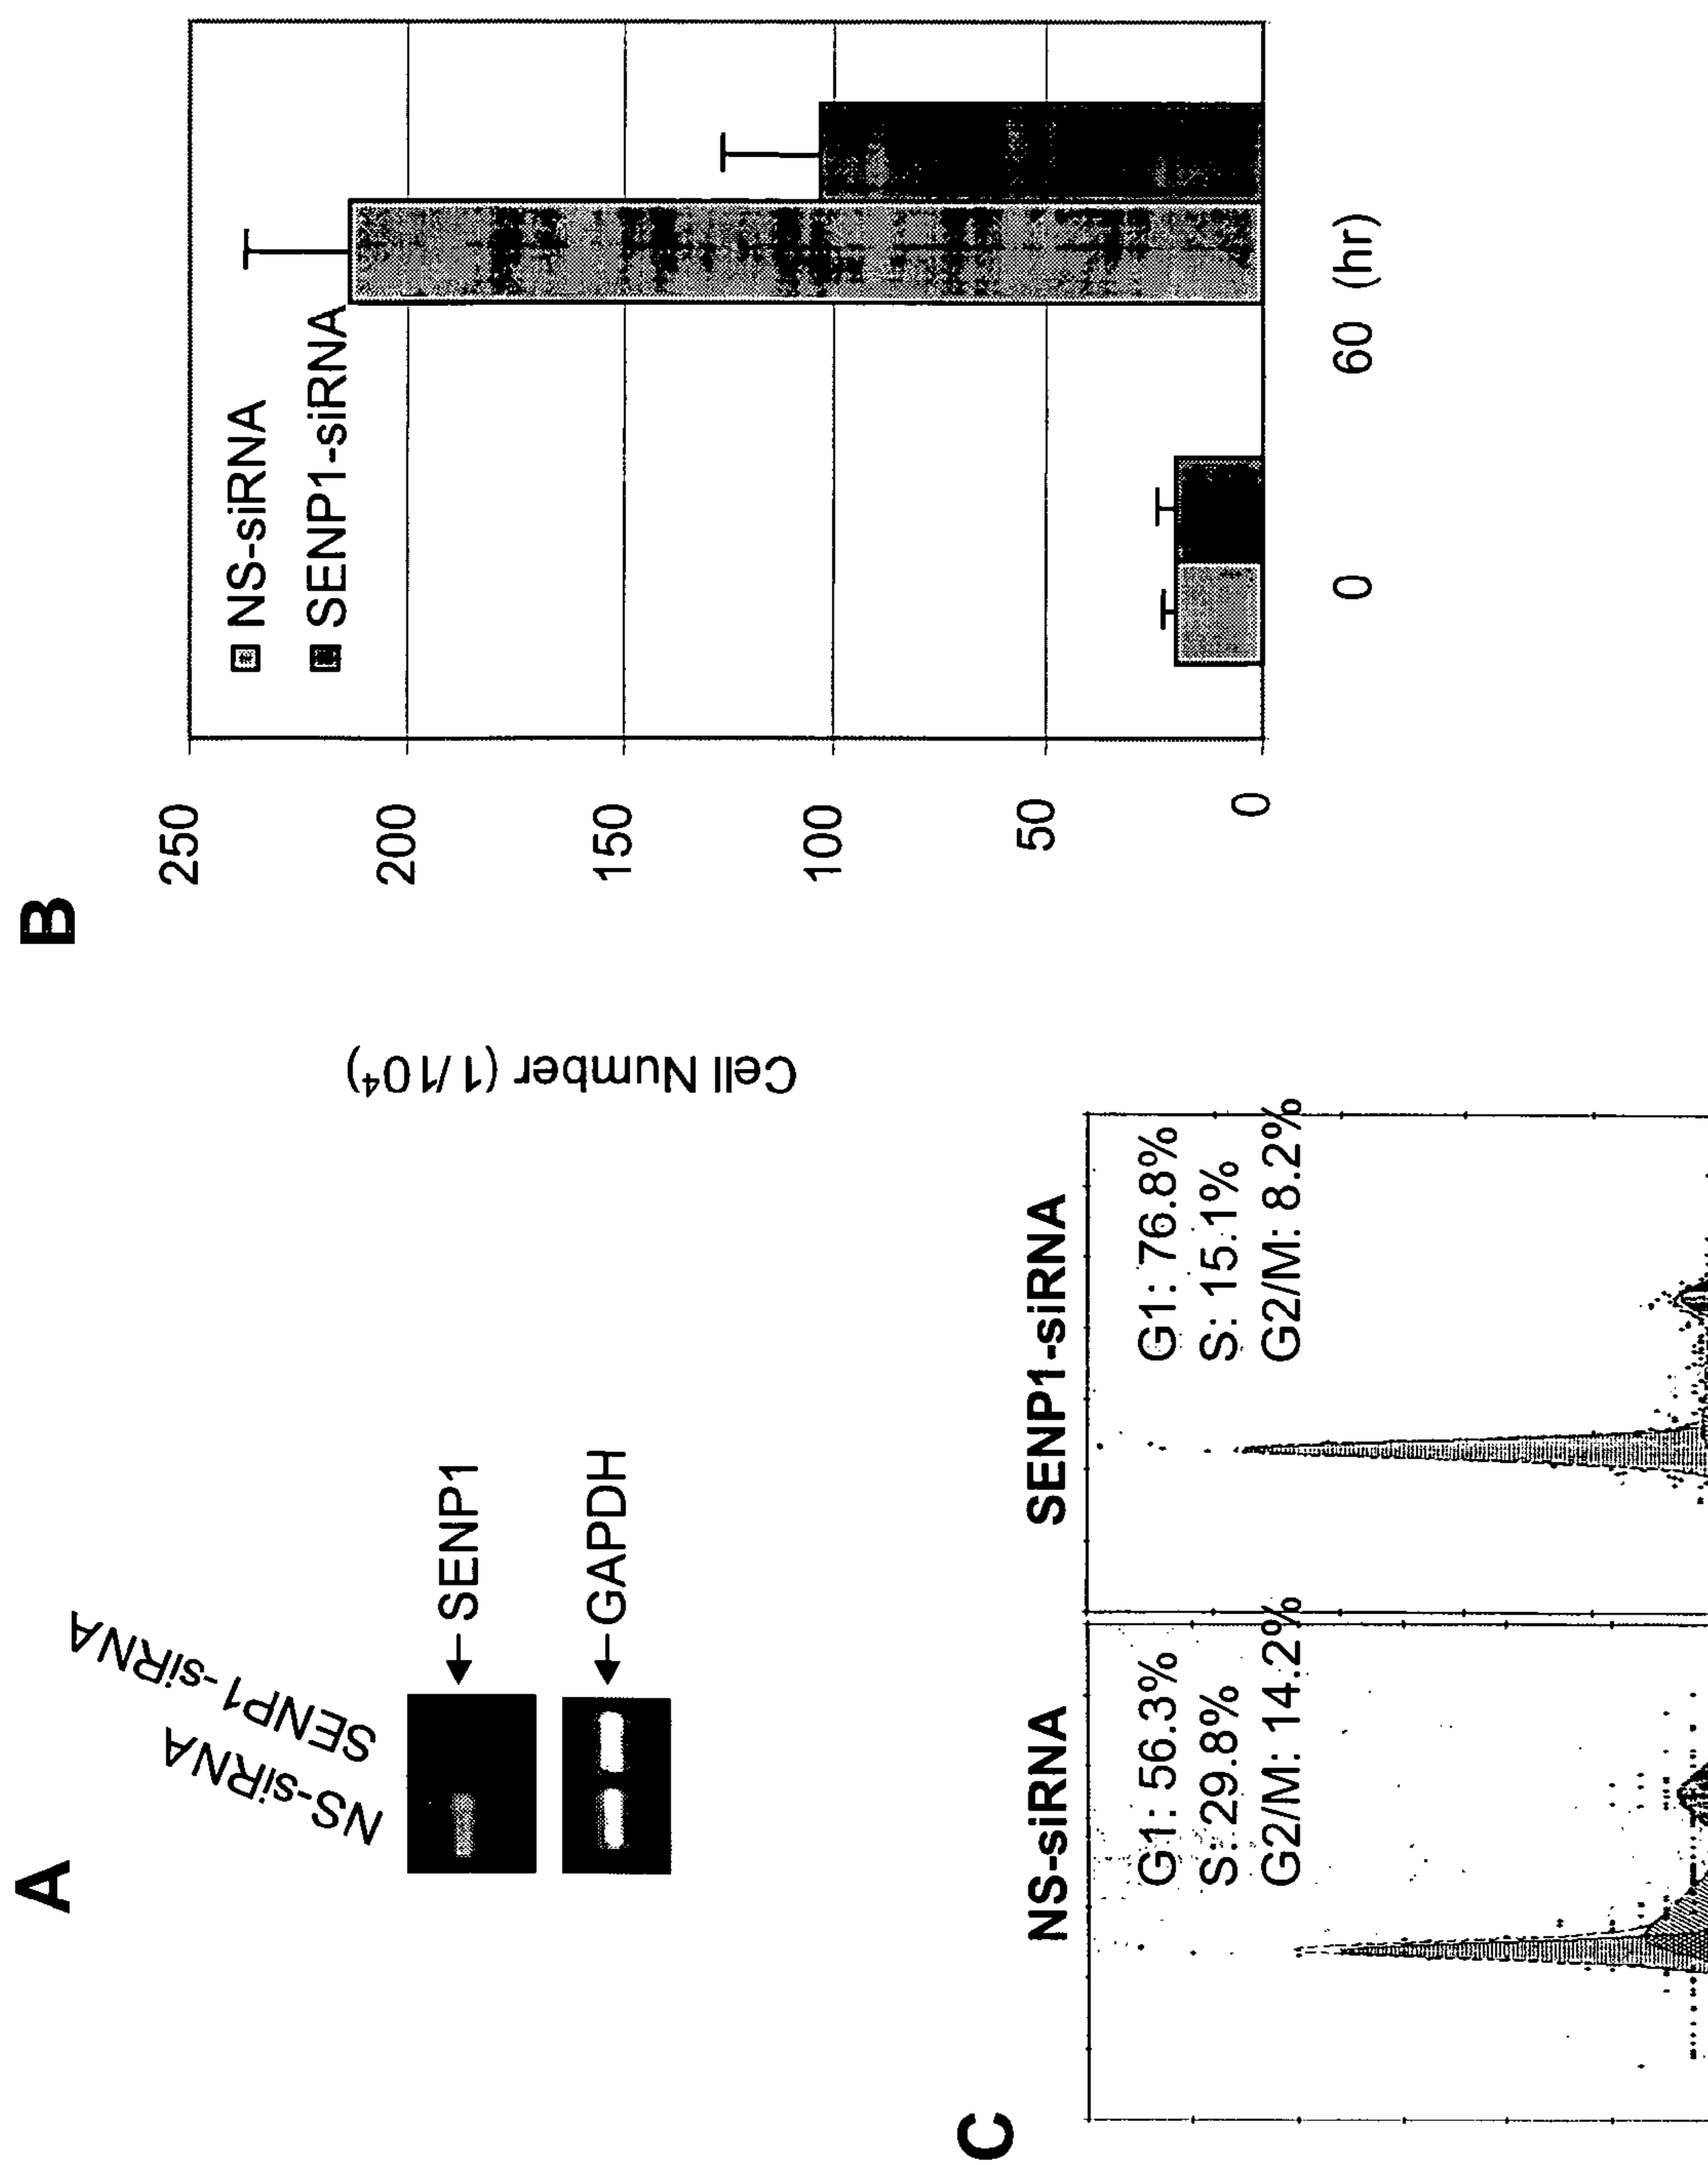 A
NS-siRNA
SENP1-siRNA
SENP1
GAPDH
B
Cell Number (1/10⁴)
250
200
150
100
50
0
NS-siRNA
SENP1-siRNA
0
60 (hr)
C
NS-siRNA
G1: 56.3%
S: 29.8%
G2/M: 14.2%
SENP1-siRNA
G1: 76.8%
S: 15.1%
G2/M: 8.2%